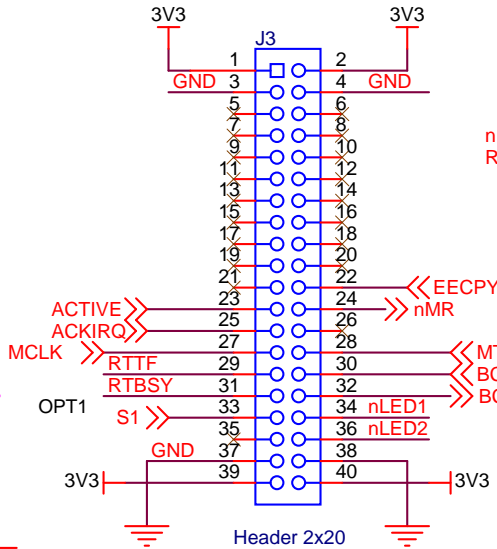 3V3 3V3
J3
1 2
GND 3 4 GND
5 6
7 8
n
9 10
R
11 12
13 14
15 16
17 18
19 20
21 22 EECPY
ACTIVE 23 24 nMR
ACKIRQ 25 26
MCLK 27 28 MT
RTTF 29 30 BC
RTBSY 31 32 BC
OPT1 S1 33 34 nLED1
35 36 nLED2
GND 37 38
3V3 39 40 3V3
Header 2x20